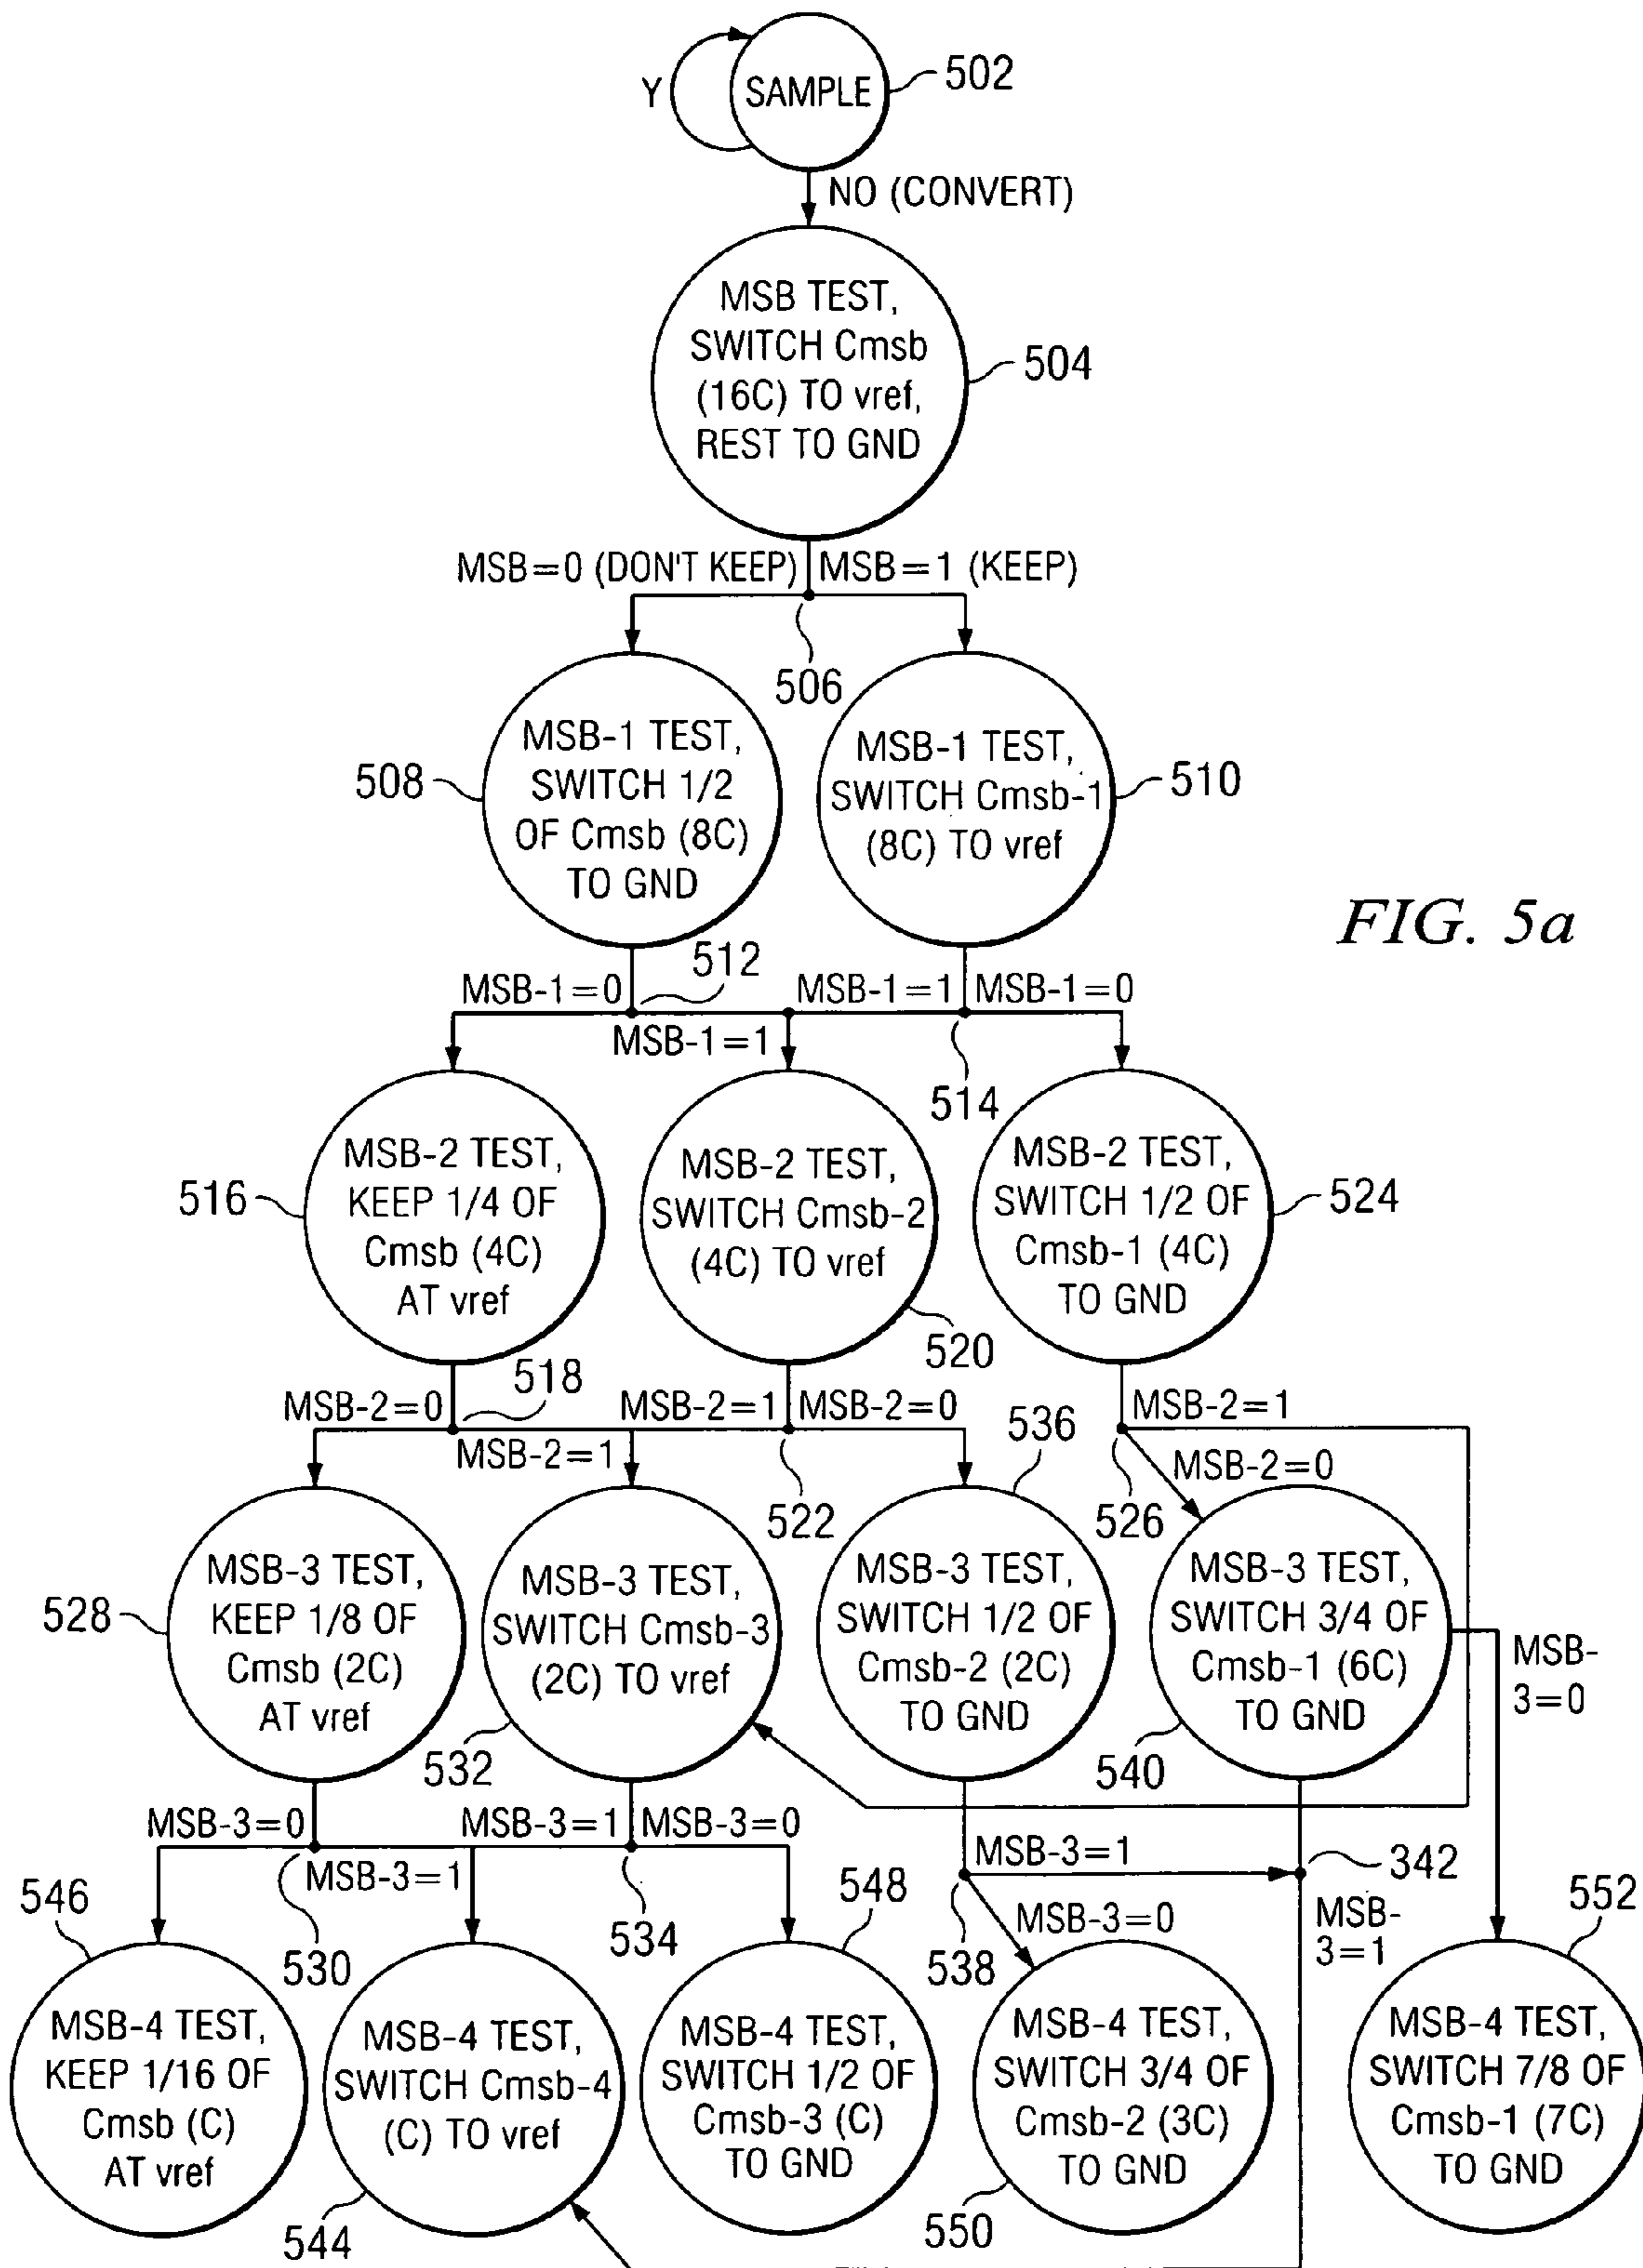 Y
SAMPLE
502
NO (CONVERT)
MSB TEST,
SWITCH Cmsb
(16C) TO vref,
REST TO GND
504
MSB=0 (DON'T KEEP)
MSB=1 (KEEP)
506
MSB-1 TEST,
SWITCH 1/2
OF Cmsb (8C)
TO GND
508
MSB-1 TEST,
SWITCH Cmsb-1
(8C) TO vref
510
FIG. 5a
MSB-1=0
512
MSB-1=1
MSB-1=1
MSB-1=0
514
MSB-2 TEST,
KEEP 1/4 OF
Cmsb (4C)
AT vref
516
MSB-2 TEST,
SWITCH Cmsb-2
(4C) TO vref
520
MSB-2 TEST,
SWITCH 1/2 OF
Cmsb-1 (4C)
TO GND
524
MSB-2=0
518
MSB-2=1
MSB-2=1
MSB-2=0
522
536
MSB-2=1
MSB-2=0
526
MSB-3 TEST,
KEEP 1/8 OF
Cmsb (2C)
AT vref
528
MSB-3 TEST,
SWITCH Cmsb-3
(2C) TO vref
532
MSB-3 TEST,
SWITCH 1/2 OF
Cmsb-2 (2C)
TO GND
MSB-3 TEST,
SWITCH 3/4 OF
Cmsb-1 (6C)
TO GND
540
MSB-
3=0
MSB-3=0
530
MSB-3=1
MSB-3=1
MSB-3=0
534
MSB-3=1
538
MSB-3=0
342
MSB-
3=1
546
MSB-4 TEST,
KEEP 1/16 OF
Cmsb (C)
AT vref
MSB-4 TEST,
SWITCH Cmsb-4
(C) TO vref
544
548
MSB-4 TEST,
SWITCH 1/2 OF
Cmsb-3 (C)
TO GND
MSB-4 TEST,
SWITCH 3/4 OF
Cmsb-2 (3C)
TO GND
550
552
MSB-4 TEST,
SWITCH 7/8 OF
Cmsb-1 (7C)
TO GND